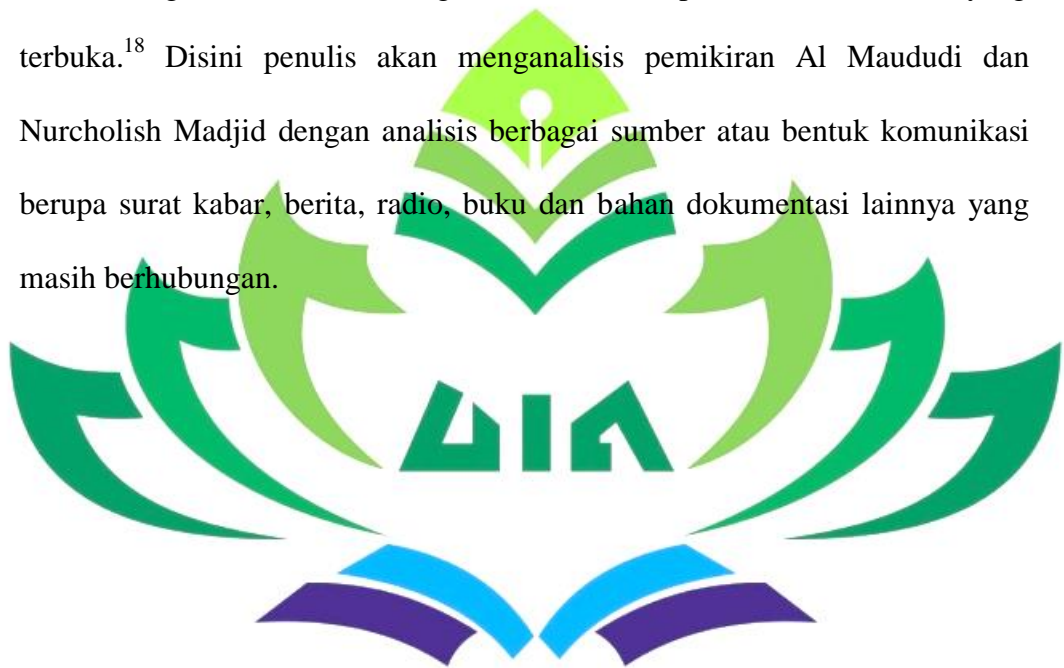 terbuka.18 Disini penulis akan menganalisis pemikiran Al Maududi dan
Nurcholish Madjid dengan analisis berbagai sumber atau bentuk komunikasi
berupa surat kabar, berita, radio, buku dan bahan dokumentasi lainnya yang
masih berhubungan.